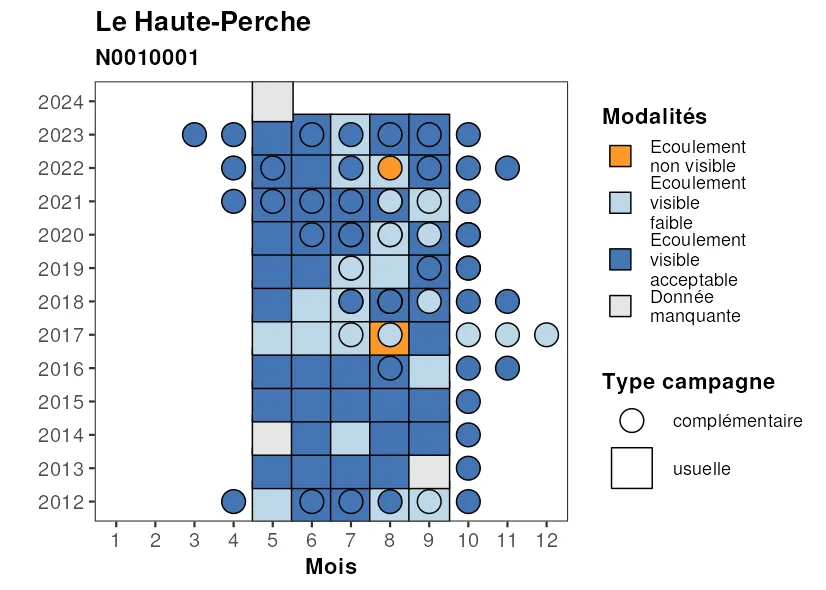 Le Haute-Perche
N0010001
2024
2023
2022
2021
2020
2019
2018
2017
2016
2015
2014
2013
2012
1 2 3 4 5 6 7 8 9 10 11 12
Mois
Modalités
Ecoulement
non visible
Ecoulement
visible
faible
Ecoulement
visible
acceptable
Donnée
manquante
Type campagne
complémentaire
usuelle